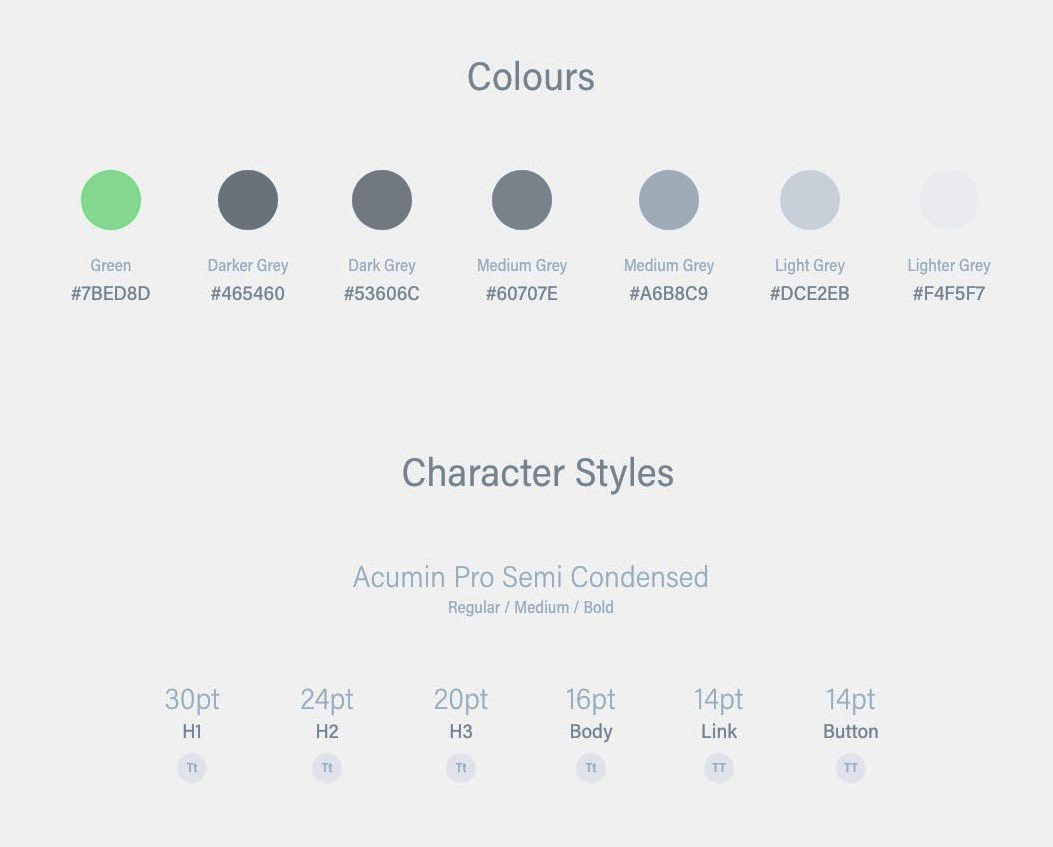 Colours
Green Darker Grey Dark Grey Medium Grey Medium Grey Light Grey Lighter Grey
#7BED8D #465460 #53606C #60707E #A6B8C9 #DCE2EB #F4F5F7
Character Styles
Acumin Pro Semi Condensed
Regular / Medium / Bold
30pt 24pt 20pt 16pt 14pt 14pt
H1 H2 H3 Body Link Button
Tt Tt Tt Tt TT TT